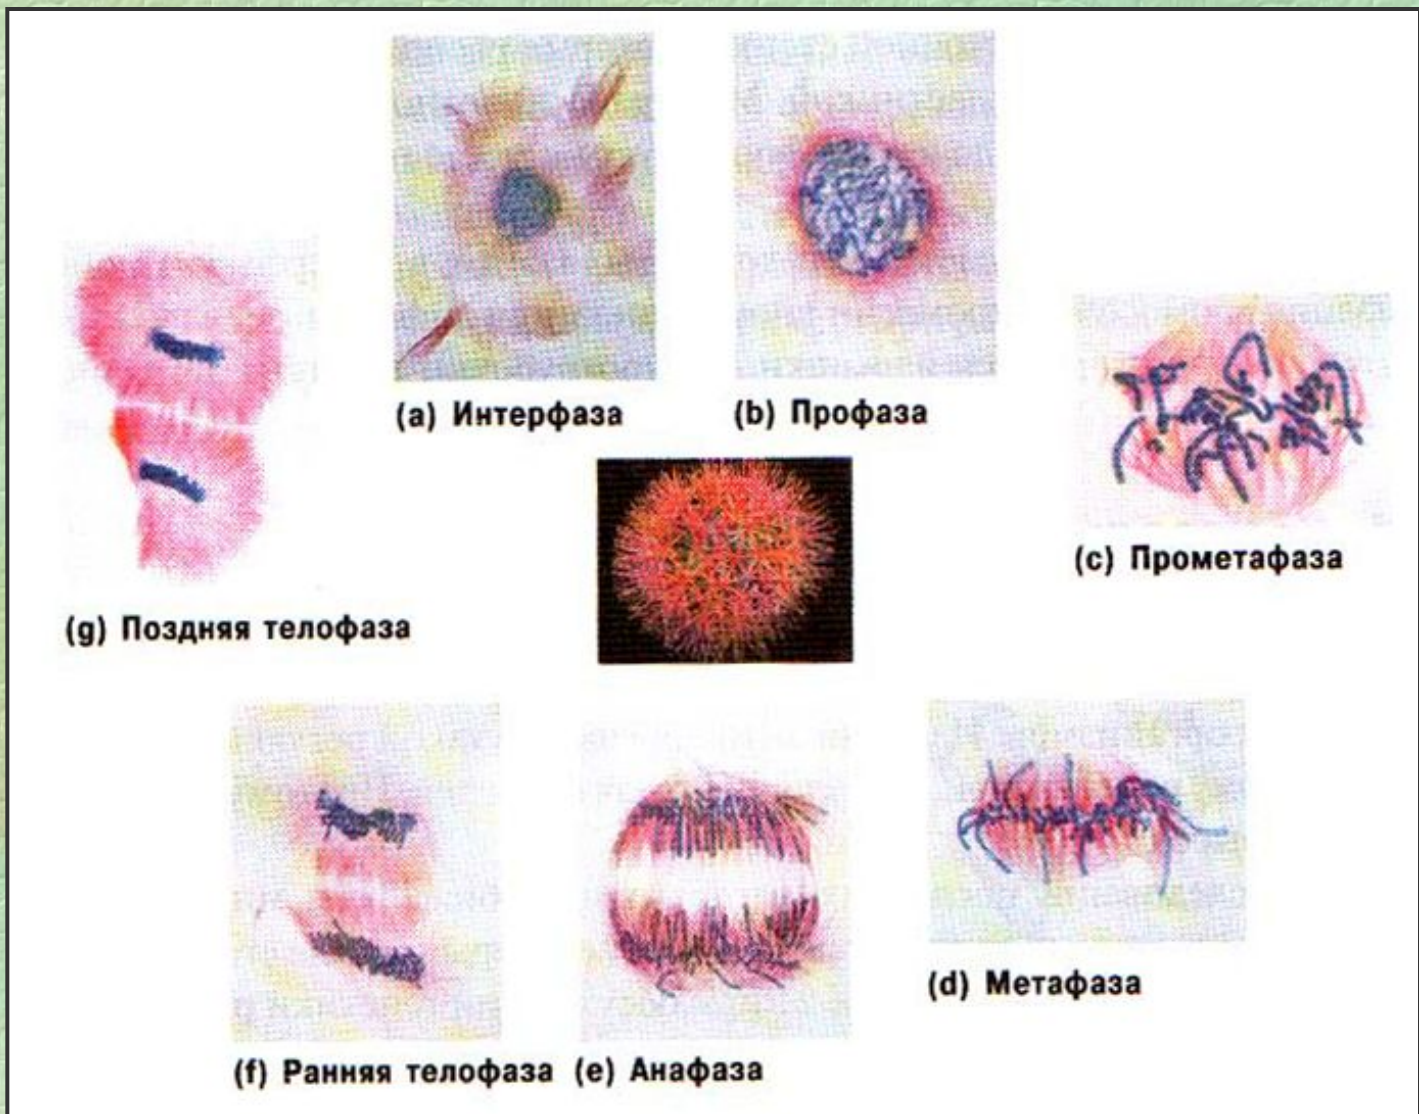 (a) Интерфаза
(b) Профаза
(c) Прометафаза
(d) Метафаза
(e) Анафаза
(f) Ранняя телофаза
(g) Поздняя телофаза